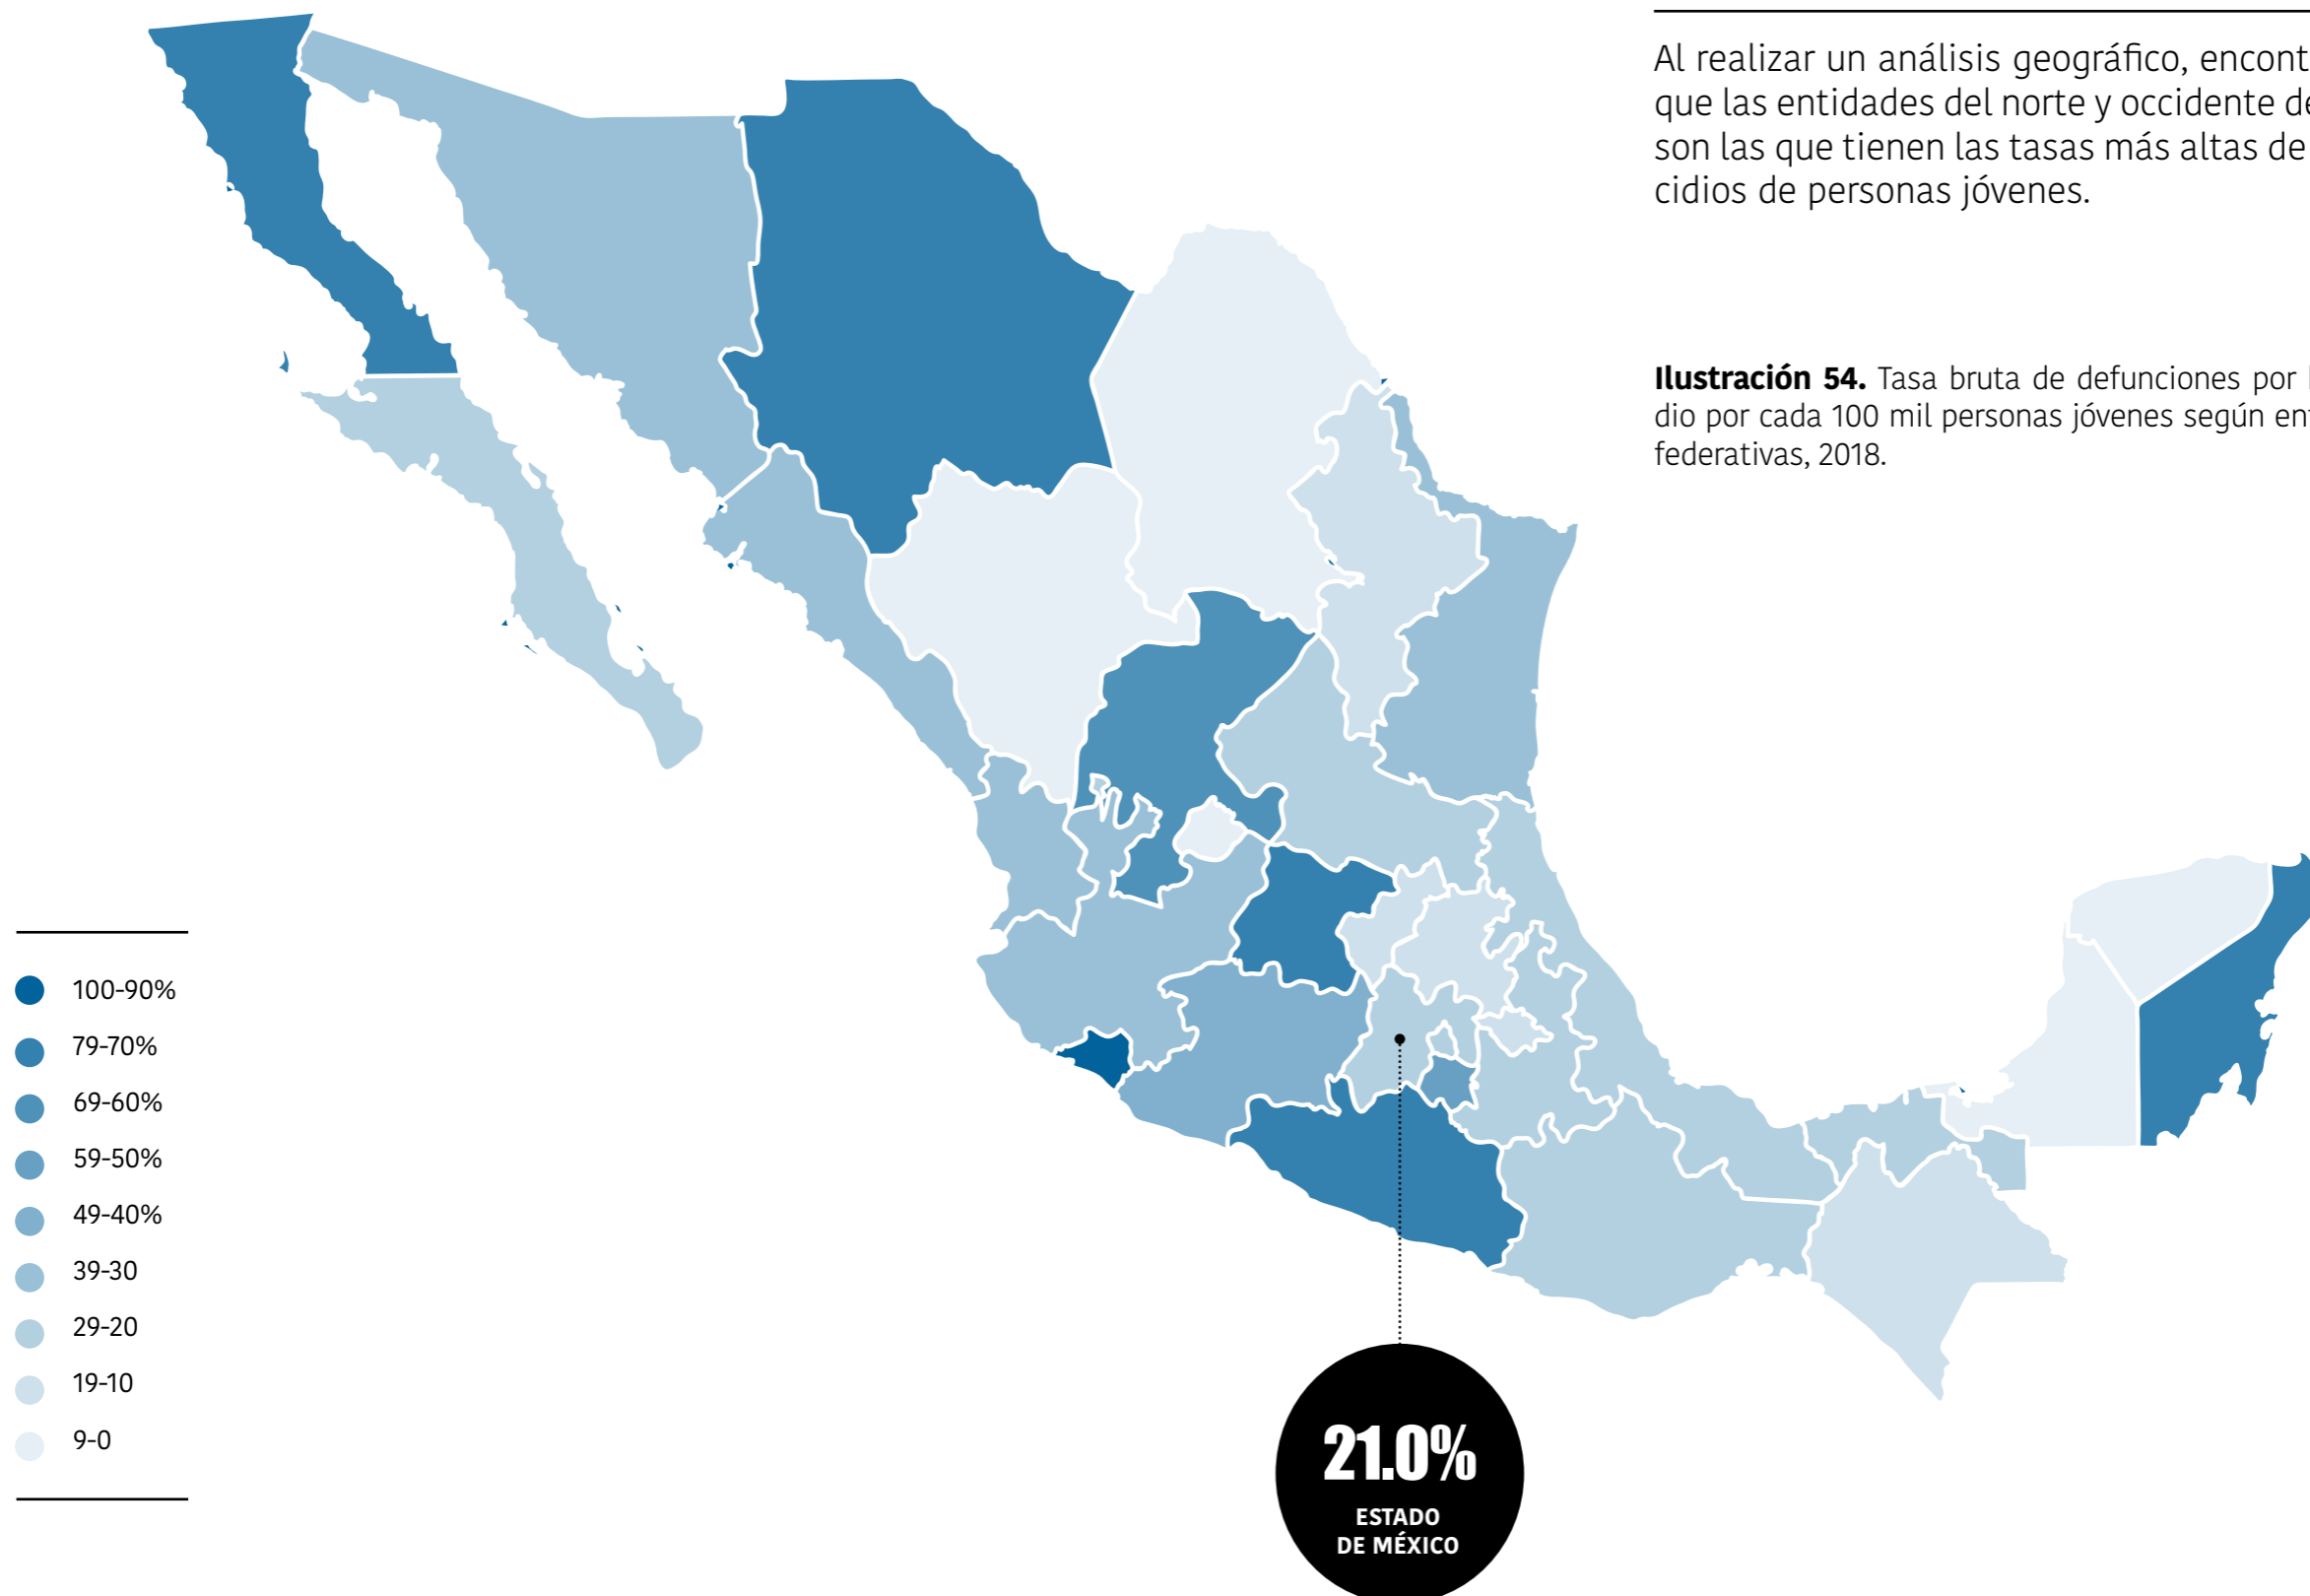 Al realizar un análisis geográfico,
que las entidades del norte y occidente
son las que tienen las tasas más altas de
cidios de personas jóvenes.
Ilustración 54. Tasa bruta de defunciones por
dio por cada 100 mil personas jóvenes según
federativas, 2018.
100-90%
79-70%
69-60%
59-50%
49-40%
39-30
29-20
19-10
9-0
21.0%
ESTADO
DE MÉXICO